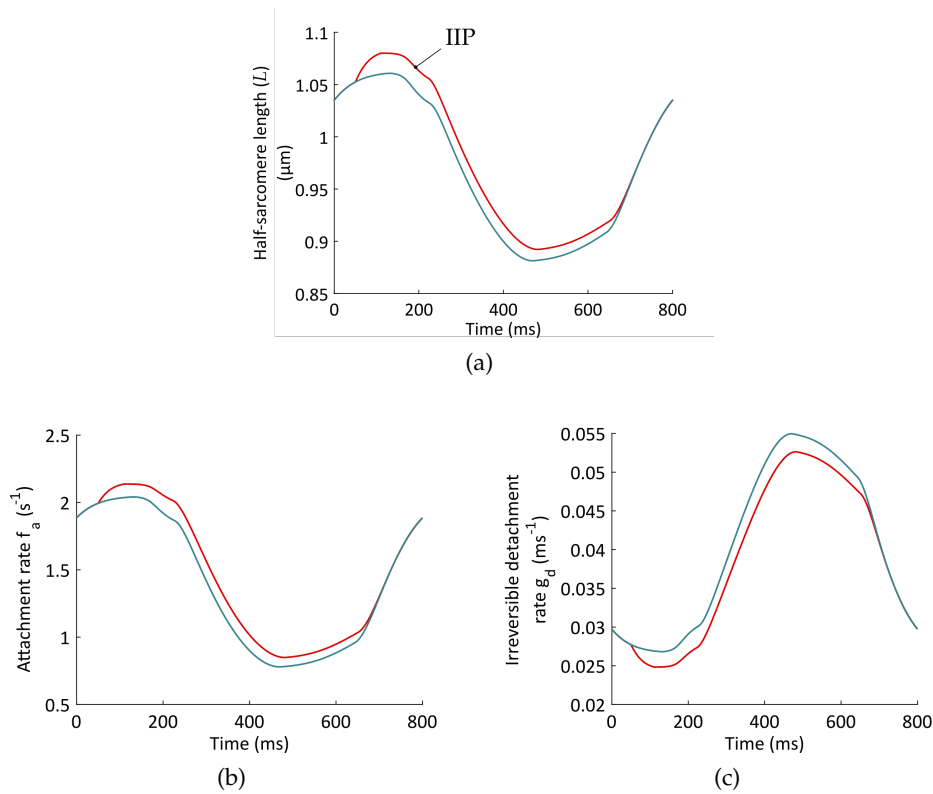 IIP
Half-sarcomere length (L)
(μm)
1.1
1.05
1
0.95
0.9
0.85
0 200 400 600 800
Time (ms)
(a)
Attachment rate f_a (s⁻¹)
2.5
2
1.5
1
0.5
0 200 400 600 800
Time (ms)
(b)
Irreversible detachment
rate g_d (ms⁻¹)
0.055
0.05
0.045
0.04
0.035
0.03
0.025
0.02
0 200 400 600 800
Time (ms)
(c)